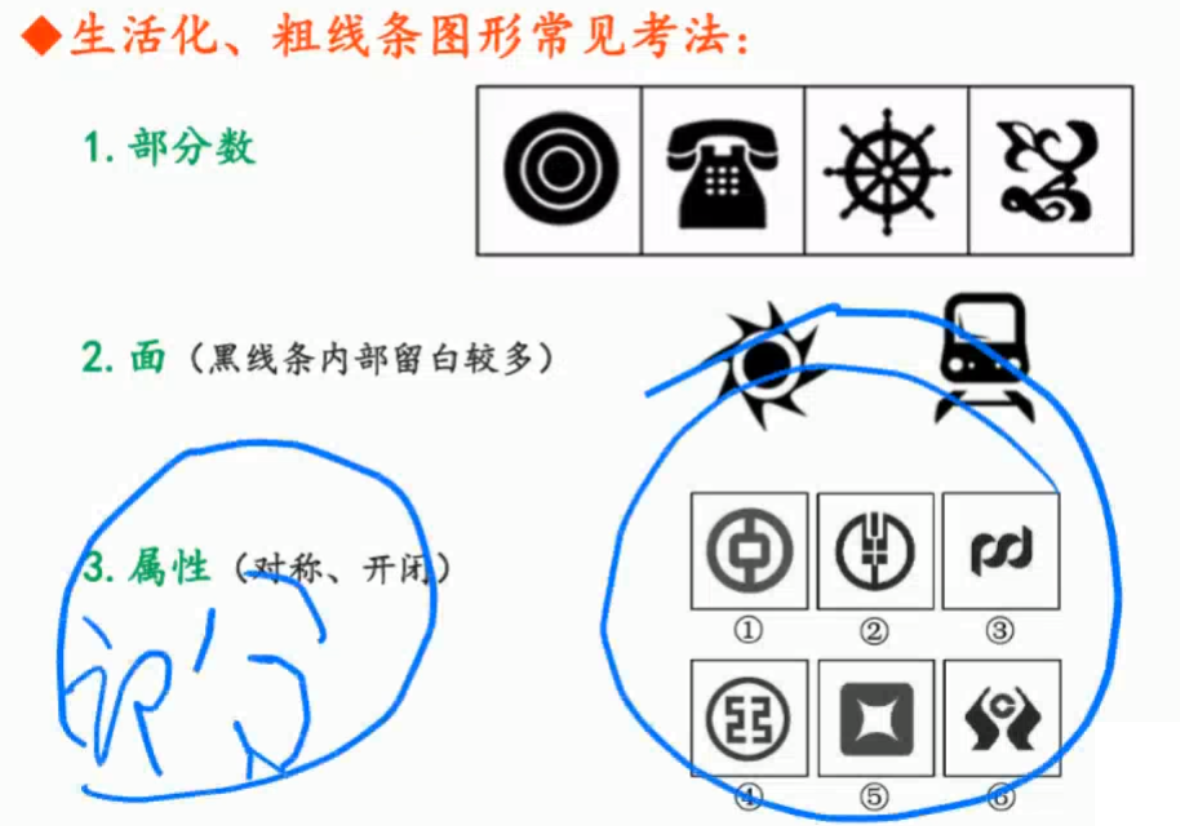 ◆生活化、粗线条图形常见考法：
1. 部分数
2. 面（黑线条内部留白较多）
3. 属性（对称、开闭）
① ② ③
④ ⑤ ⑥